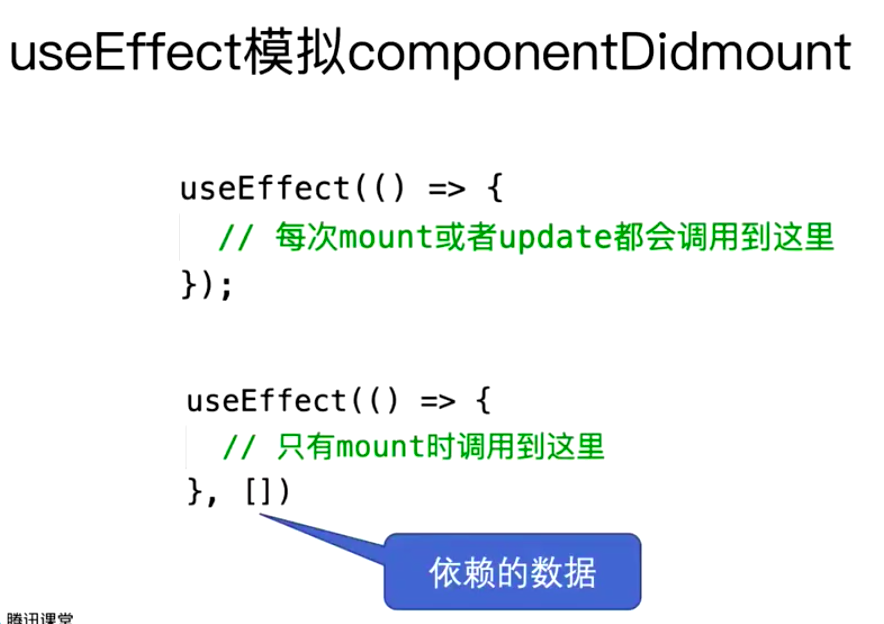 useEffect模拟componentDidmount
useEffect(() => {
// 每次mount或者update都会调用到这里
});
useEffect(() => {
// 只有mount时调用到这里
}, [])
依赖的数据
腾讯课堂